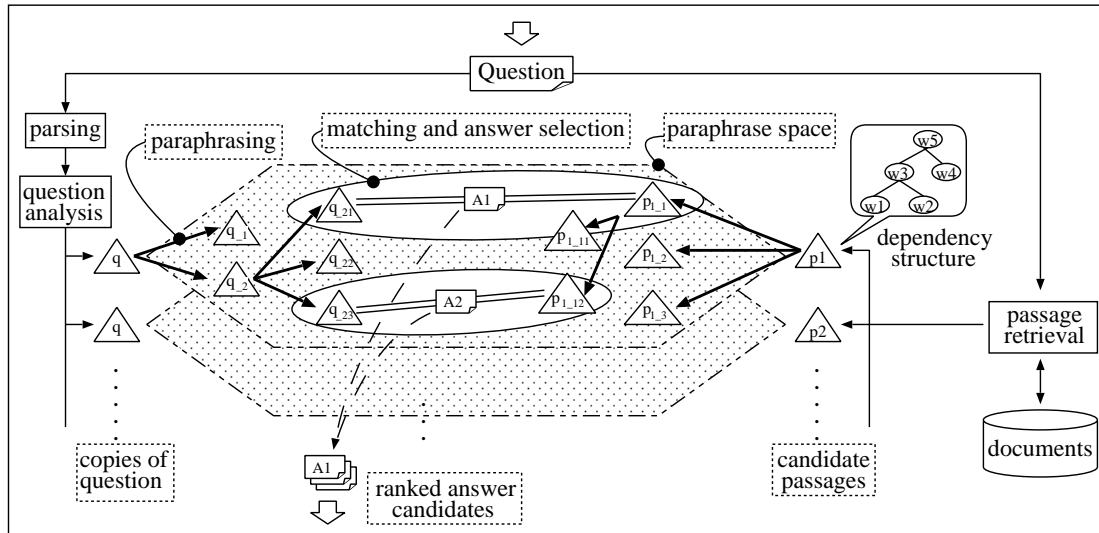 Question
parsing
paraphrasing
matching and answer selection
paraphrase space
w5
w3
w4
w1
w2
question
analysis
dependency
structure
q
q_1
q_2
q_21
q_22
q_23
A1
A2
p1_1
p1_11
p1_2
p1_12
p1_3
p1
q
p2
passage
retrieval
documents
copies of
question
A1
ranked answer
candidates
candidate
passages